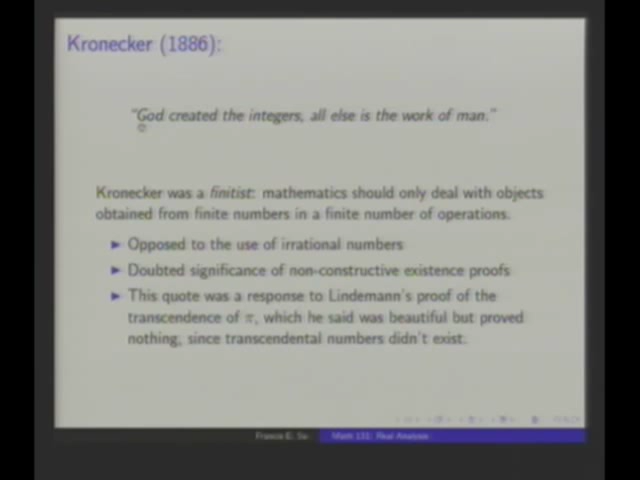 Kronecker (1886):
"God created the integers, all else is the work of man."
Kronecker was a finitist: mathematics should only deal with objects
obtained from finite numbers in a finite number of operations.
▶ Opposed to the use of irrational numbers
▶ Doubted significance of non-constructive existence proofs
▶ This quote was a response to Lindemann's proof of the
transcendence of π, which he said was beautiful but proved
nothing, since transcendental numbers didn't exist.
Francis E. Su
Math 131: Real Analysis